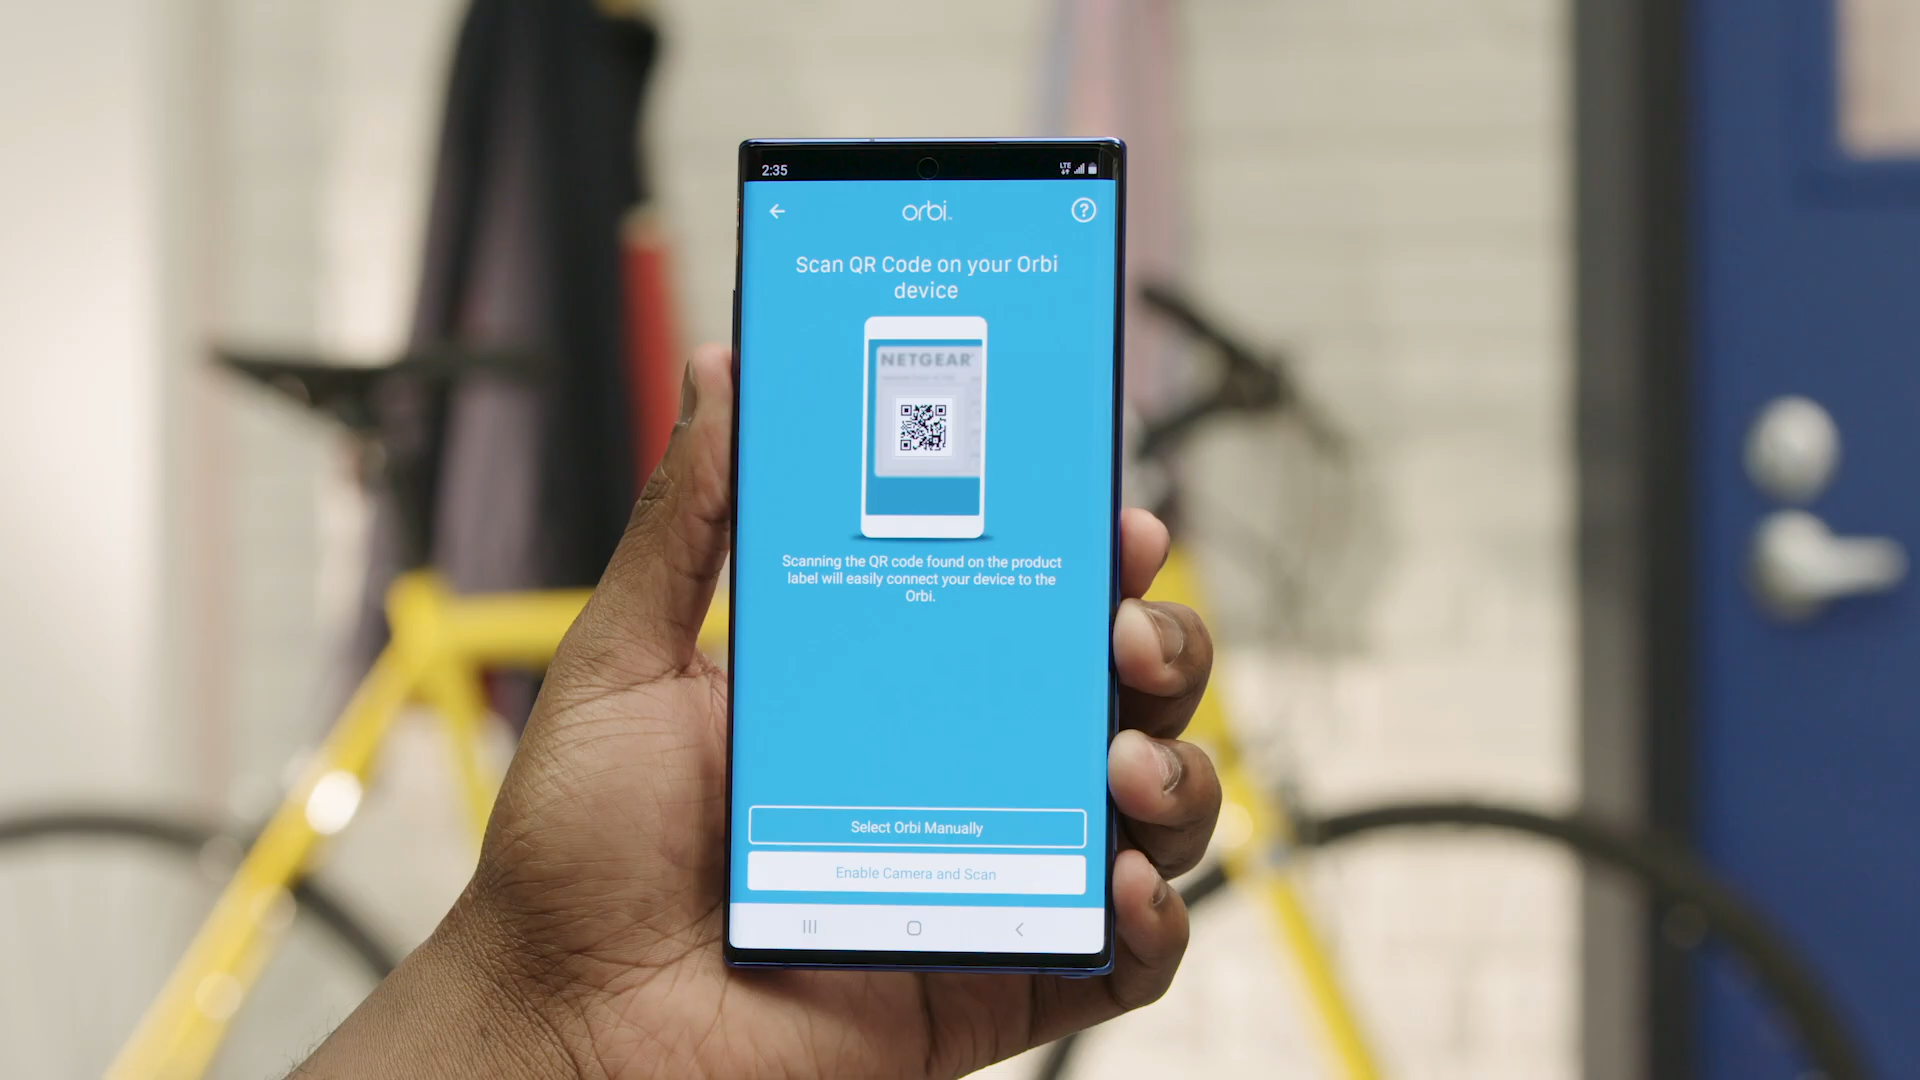 2:35
LTE
orbi
Scan QR Code on your Orbi
device
NETGEAR
Scanning the QR code found on the product
label will easily connect your device to the
Orbi.
Select Orbi Manually
Enable Camera and Scan